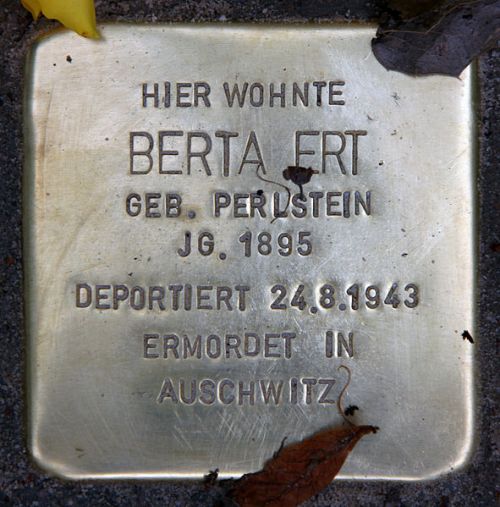 HIER WOHNTE
BERTA ERT
GEB. PERLSTEIN
JG. 1895
DEPORTIERT 24.8.1943
ERMORDET IN
AUSCHWITZ